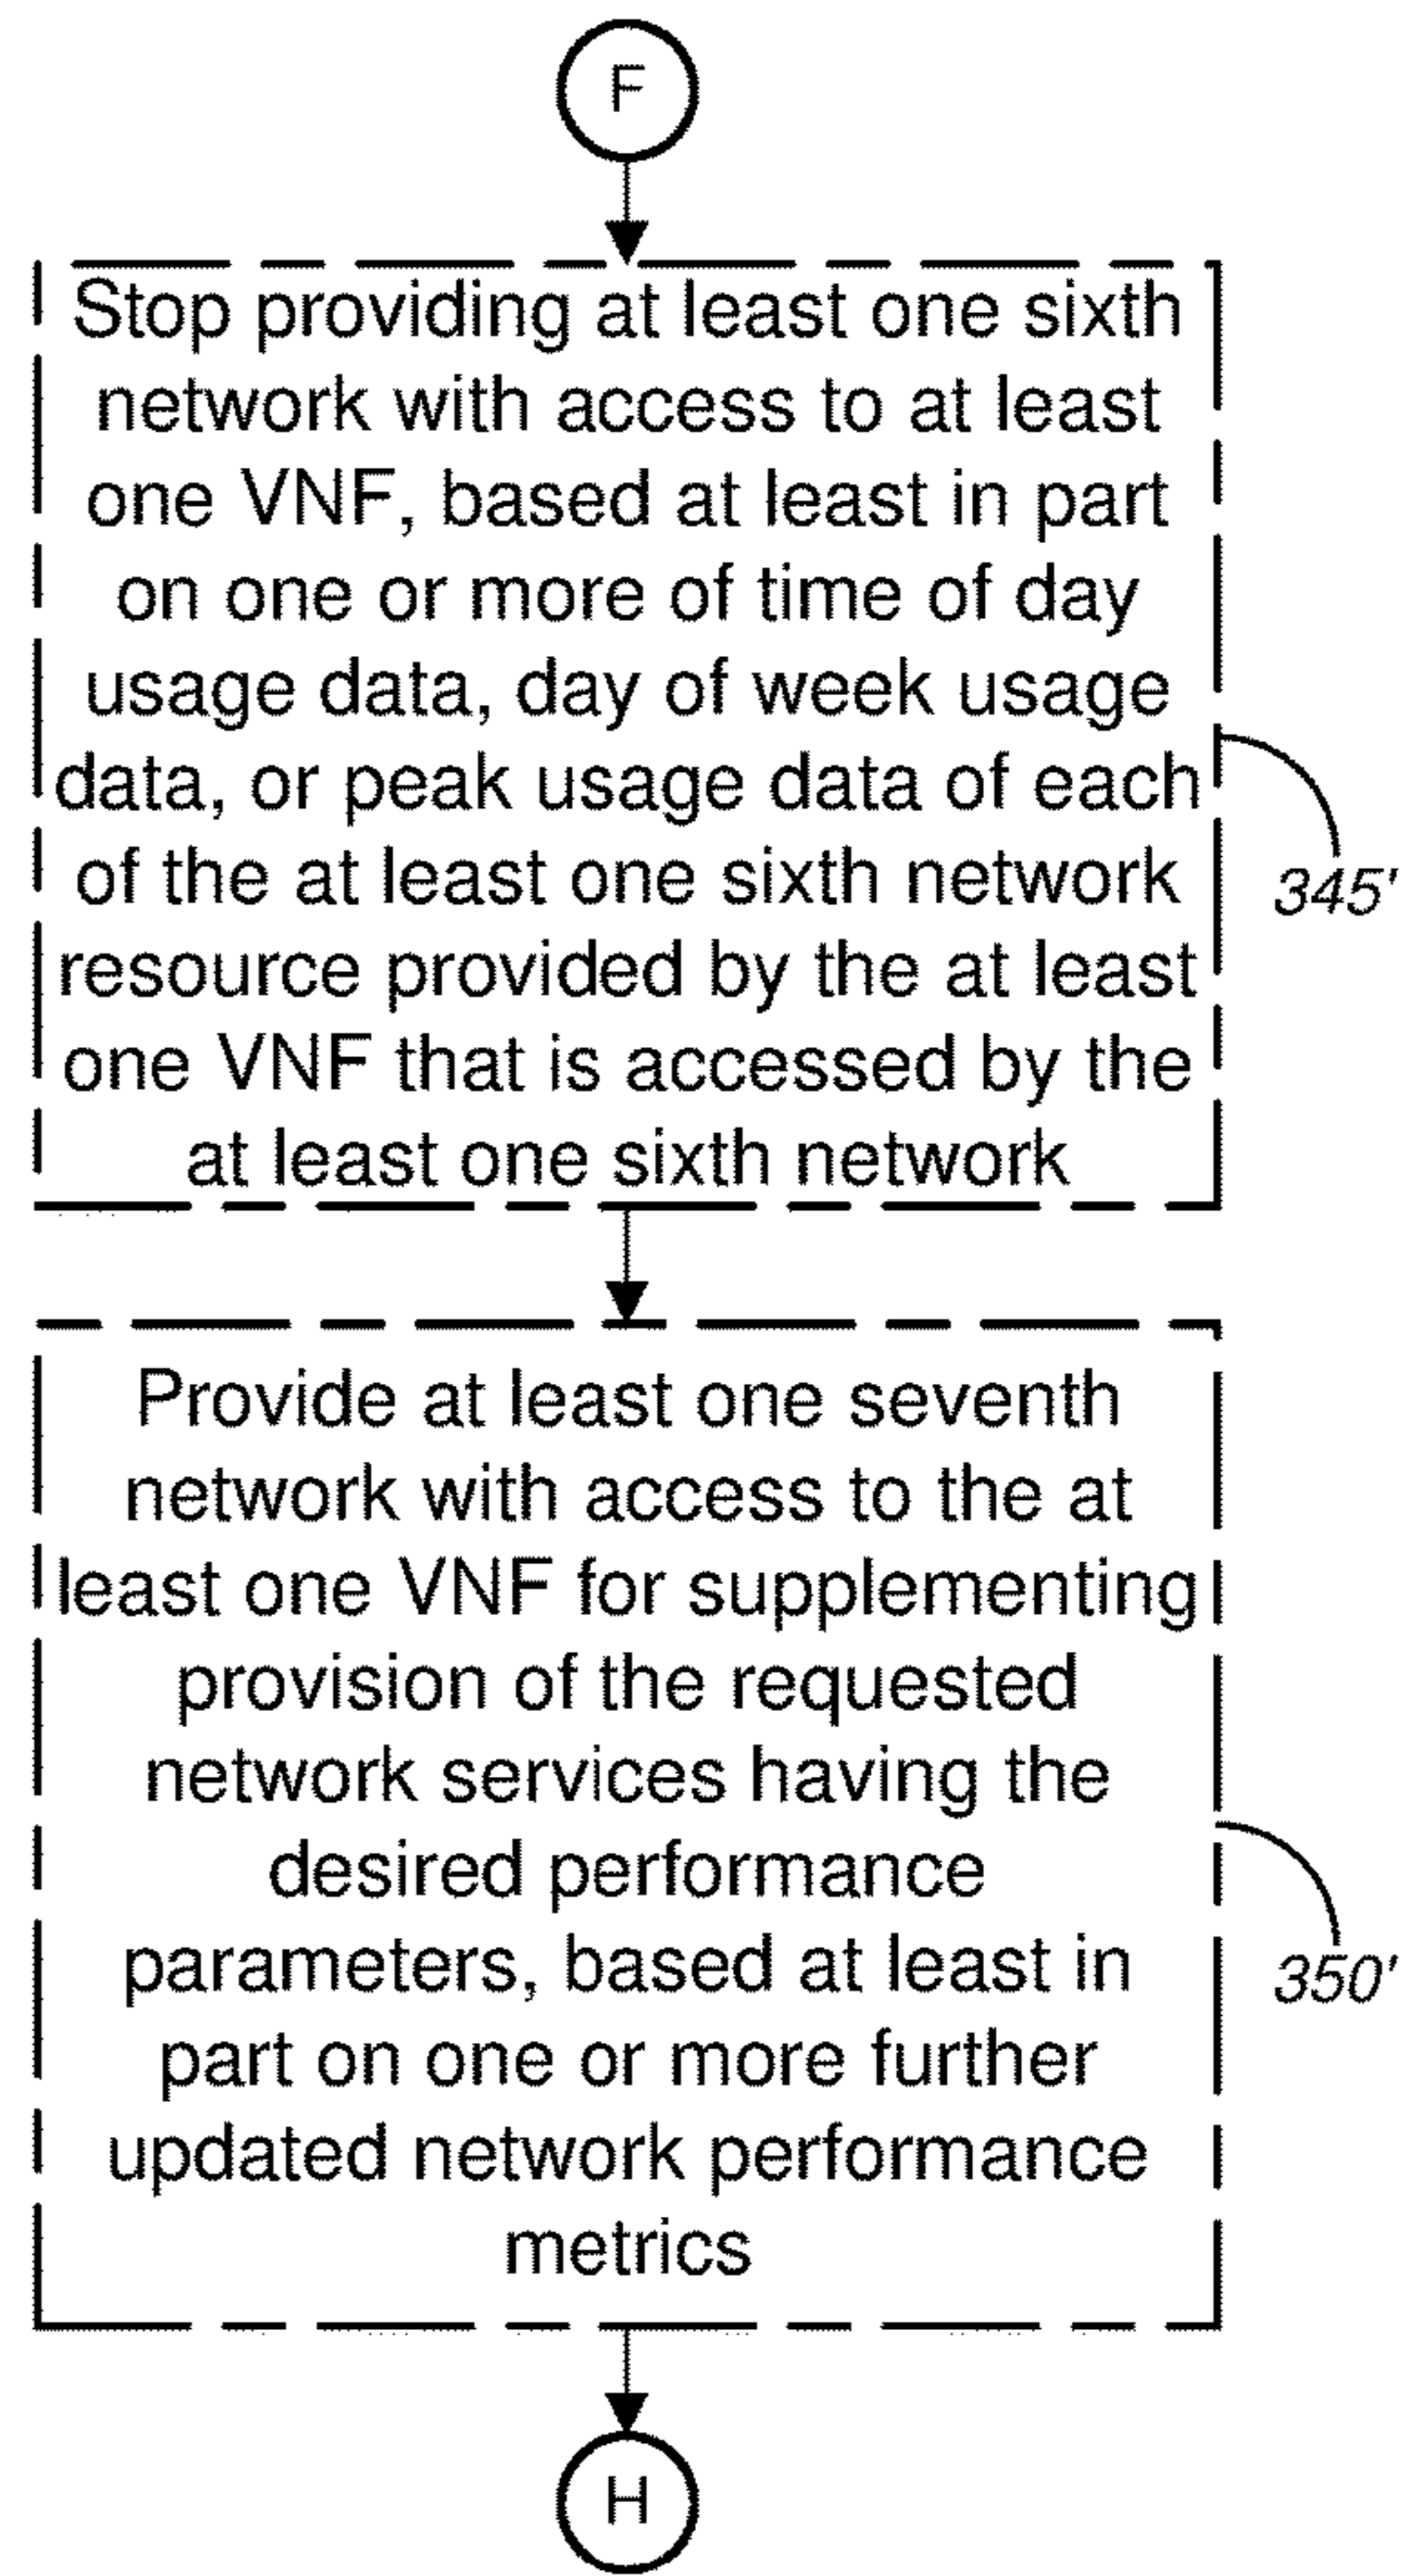 F
Stop providing at least one sixth
network with access to at least
one VNF, based at least in part
on one or more of time of day
usage data, day of week usage
data, or peak usage data of each
of the at least one sixth network
resource provided by the at least
one VNF that is accessed by the
at least one sixth network
345'
Provide at least one seventh
network with access to the at
least one VNF for supplementing
provision of the requested
network services having the
desired performance
parameters, based at least in
part on one or more further
updated network performance
metrics
350'
H